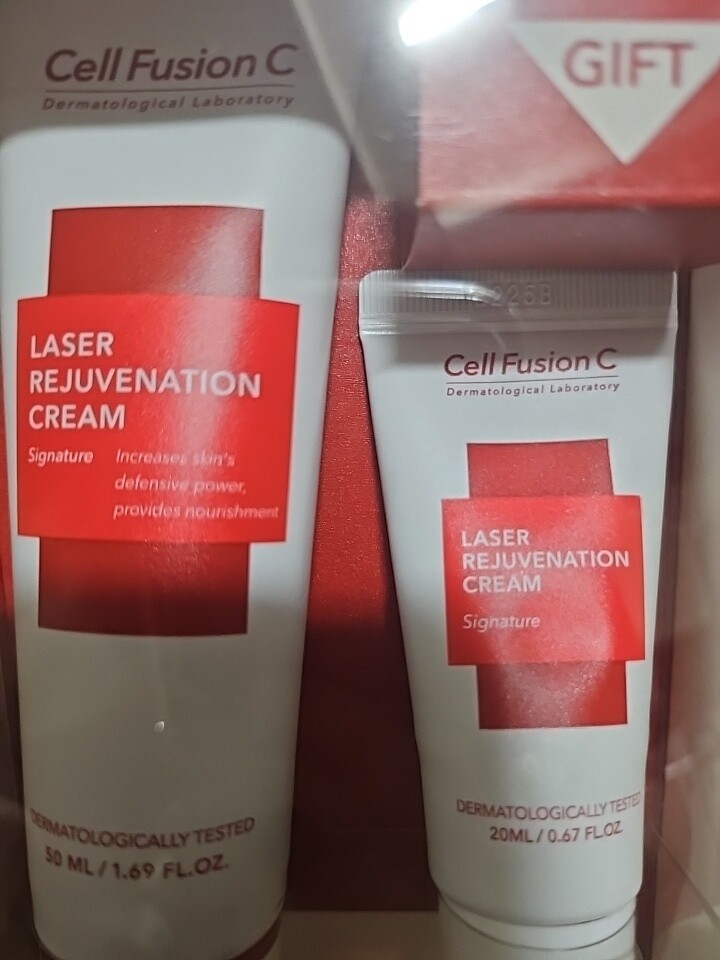 Cell Fusion C
Dermatological Laboratory
LASER
REJUVENATION
CREAM
Signature
Increases skin's
defensive power,
provides nourishment
DERMATOLOGICALLY TESTED
50 ML / 1.69 FL.OZ.
GIFT
Cell Fusion C
Dermatological Laboratory
LASER
REJUVENATION
CREAM
Signature
DERMATOLOGICALLY TESTED
20ML / 0.67 FL.OZ.